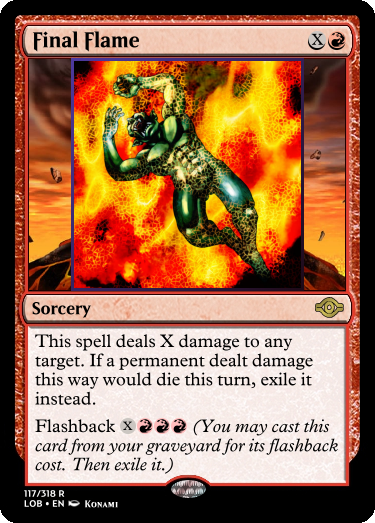 Final Flame X R
Sorcery
This spell deals X damage to any
target. If a permanent dealt damage
this way would die this turn, exile it
instead.
Flashback X R R R (You may cast this
card from your graveyard for its flashback
cost. Then exile it.)
117/318 R
LOB • EN Konami